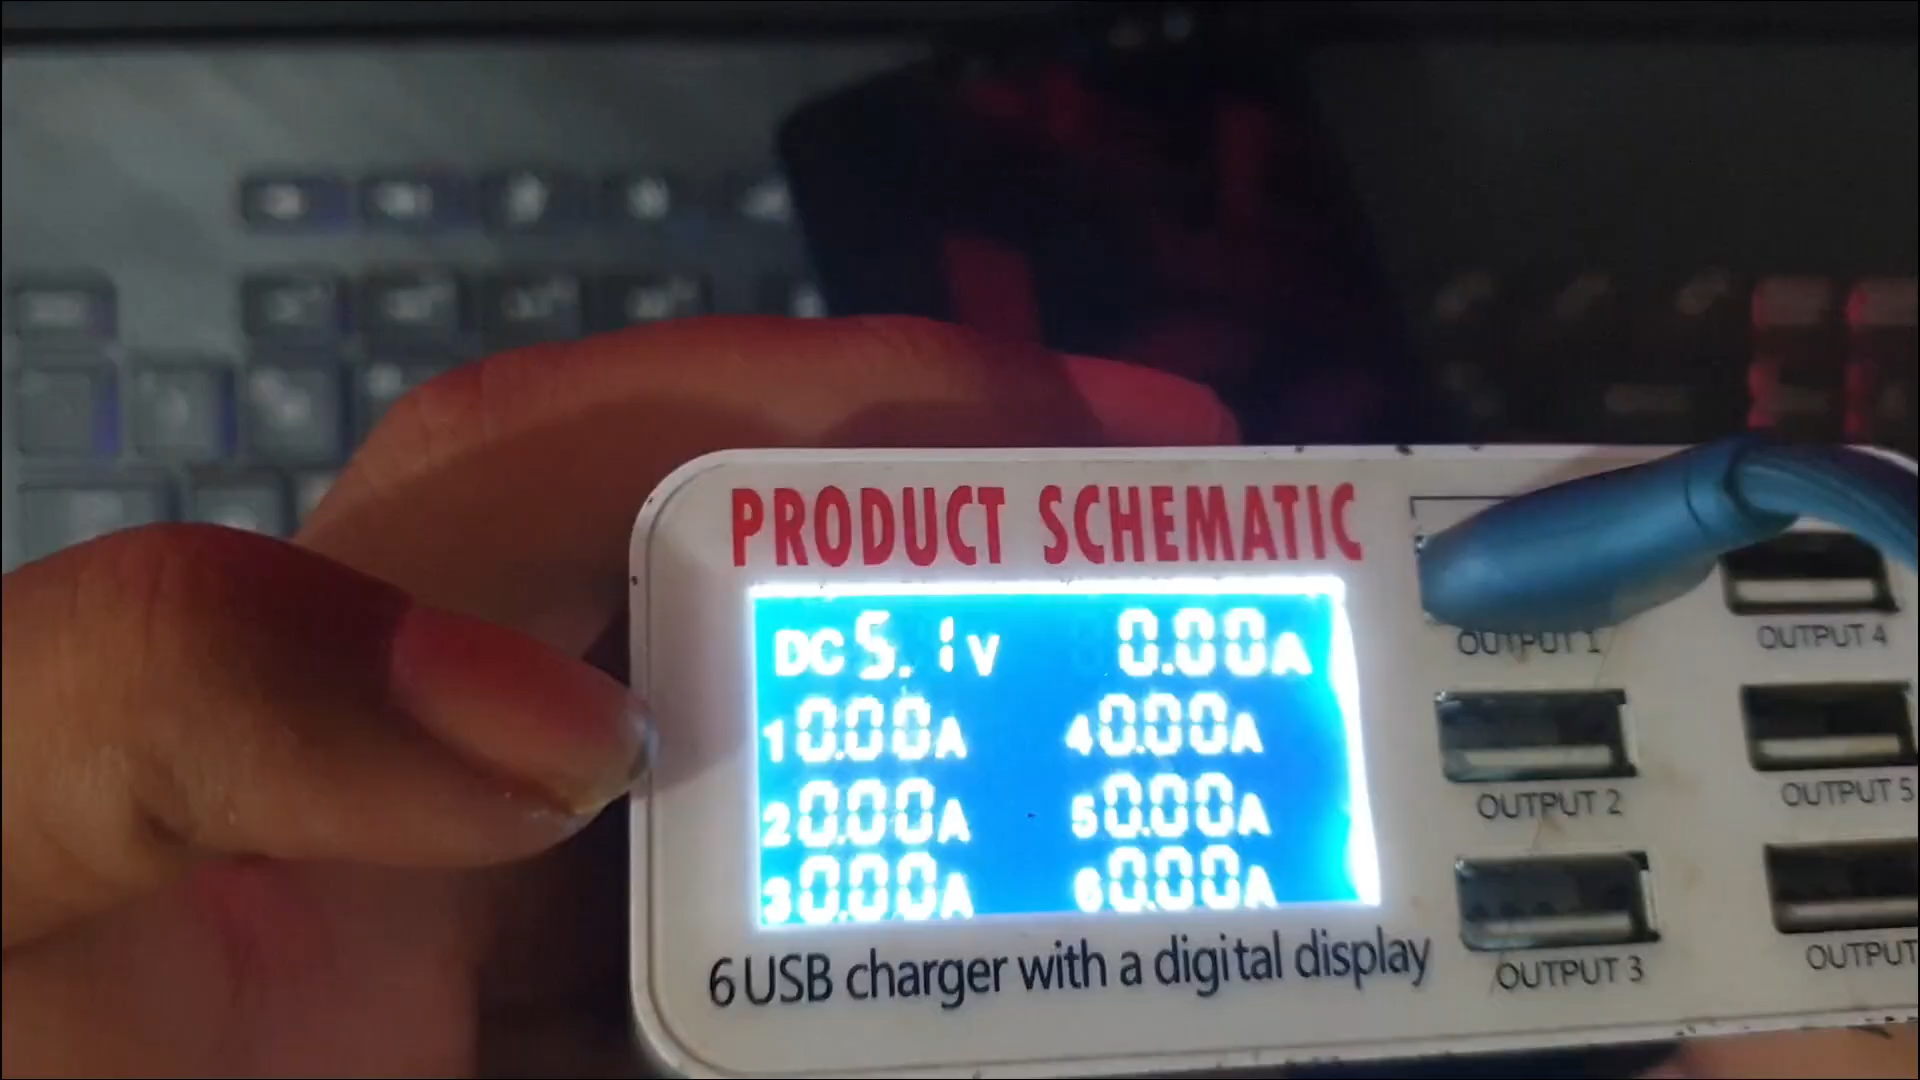 PRODUCT SCHEMATIC
DC 5.1V 0.00A
1 0.00A 4 0.00A
2 0.00A 5 0.00A
3 0.00A 6 0.00A
6 USB charger with a digital display
OUTPUT 1
OUTPUT 4
OUTPUT 2
OUTPUT 5
OUTPUT 3
OUTPUT